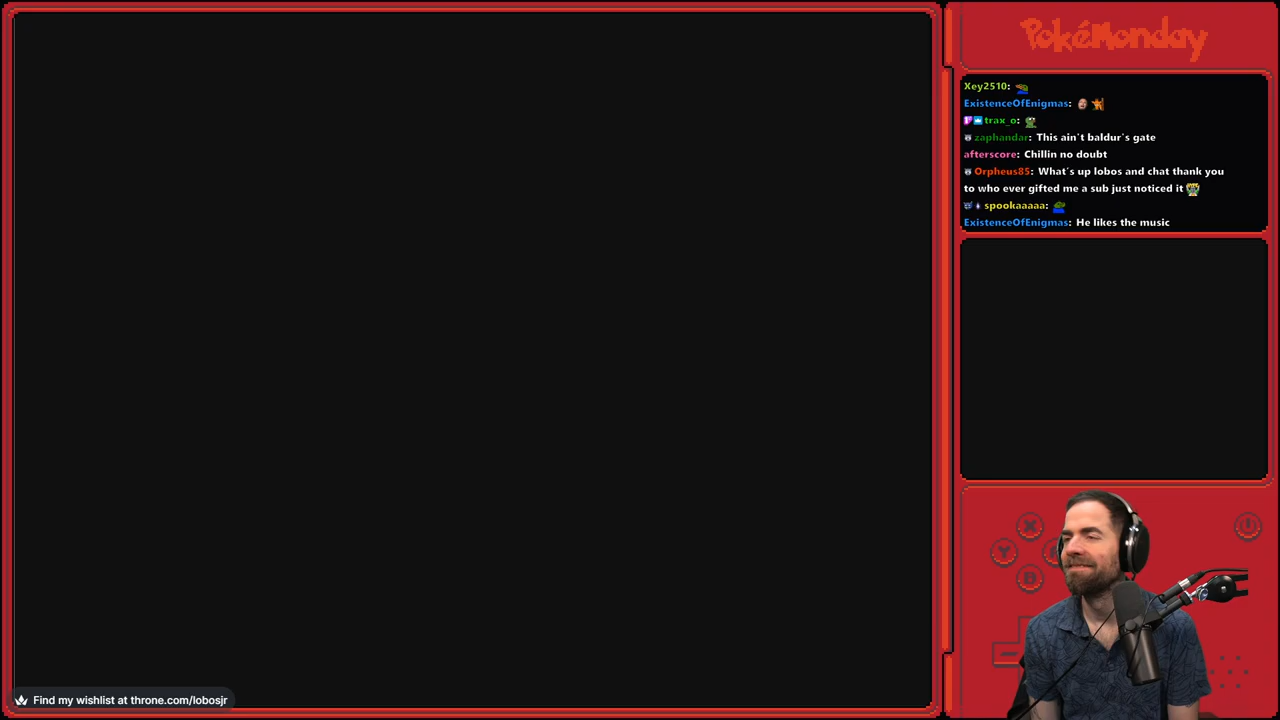 PokéMonday
Xey2510:
ExistenceOfEnigmas:
trax_o:
zaphandar: This ain't baldur's gate
afterscore: Chillin no doubt
Orpheus85: What's up lobos and chat thank you
to who ever gifted me a sub just noticed it
spookaaaaa:
ExistenceOfEnigmas: He likes the music
X
Y
B
Find my wishlist at throne.com/lobosjr